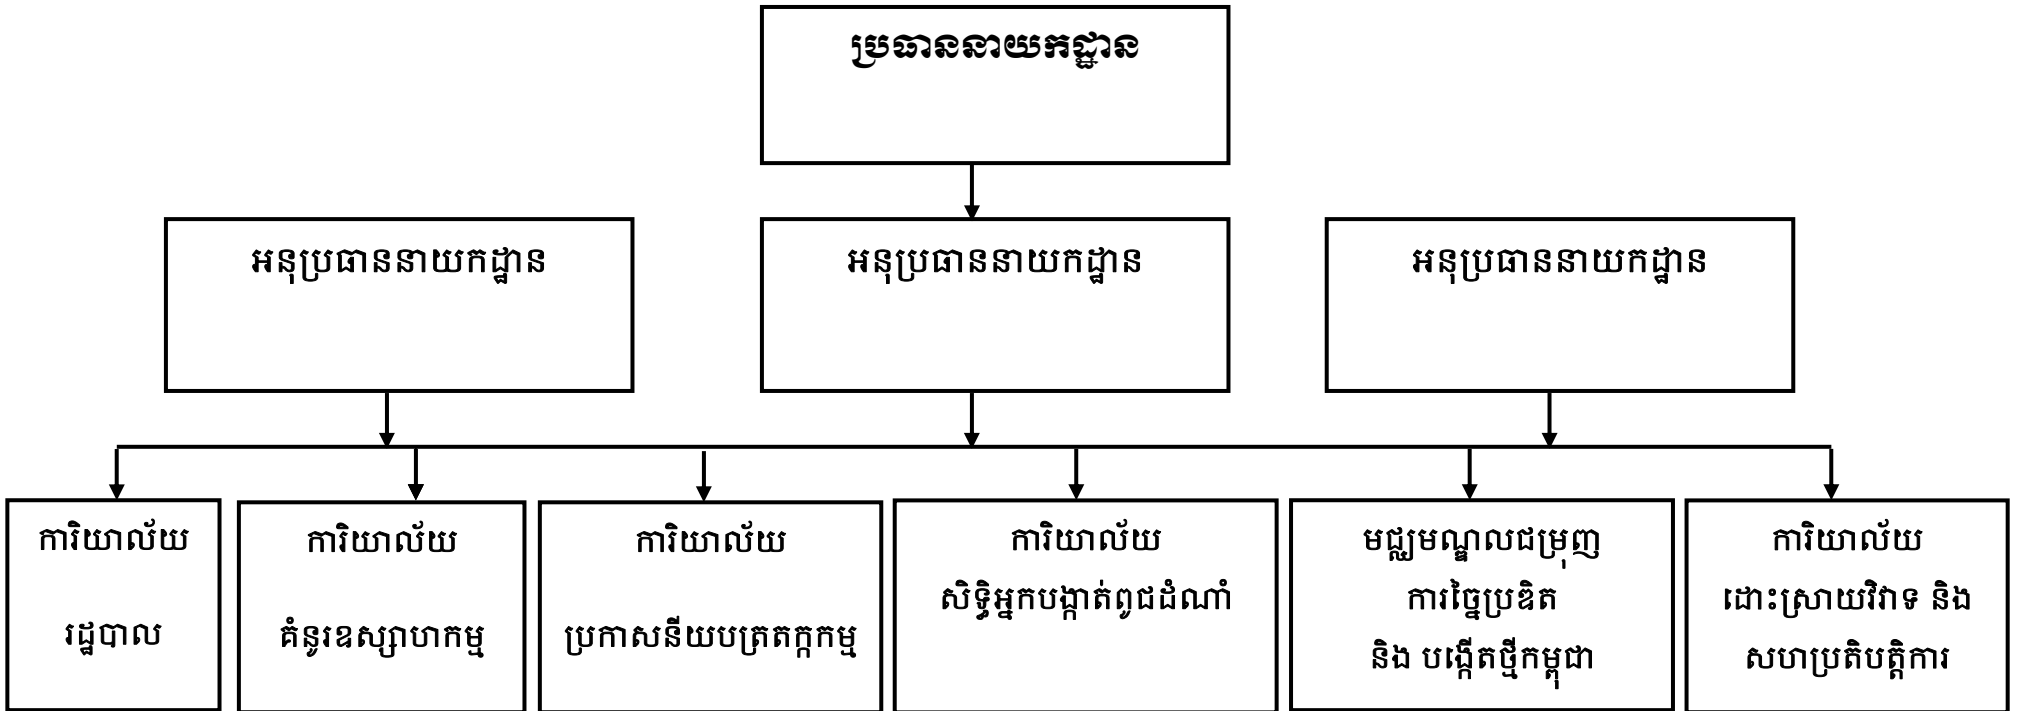 ប្រធាននាយកដ្ឋាន
អនុប្រធាននាយកដ្ឋាន
អនុប្រធាននាយកដ្ឋាន
អនុប្រធាននាយកដ្ឋាន
ការិយាល័យ
រដ្ឋបាល
ការិយាល័យ
គំនូរឧស្សាហកម្ម
ការិយាល័យ
ប្រកាសនីយបត្រតក្កកម្ម
ការិយាល័យ
សិទ្ធិអ្នកបង្កាត់ពូជដំណាំ
មជ្ឈមណ្ឌលជម្រុញ
ការច្នៃប្រឌិត
និង បង្កើតថ្មីកម្ពុជា
ការិយាល័យ
ដោះស្រាយវិវាទ និង
សហប្រតិបត្តិការ